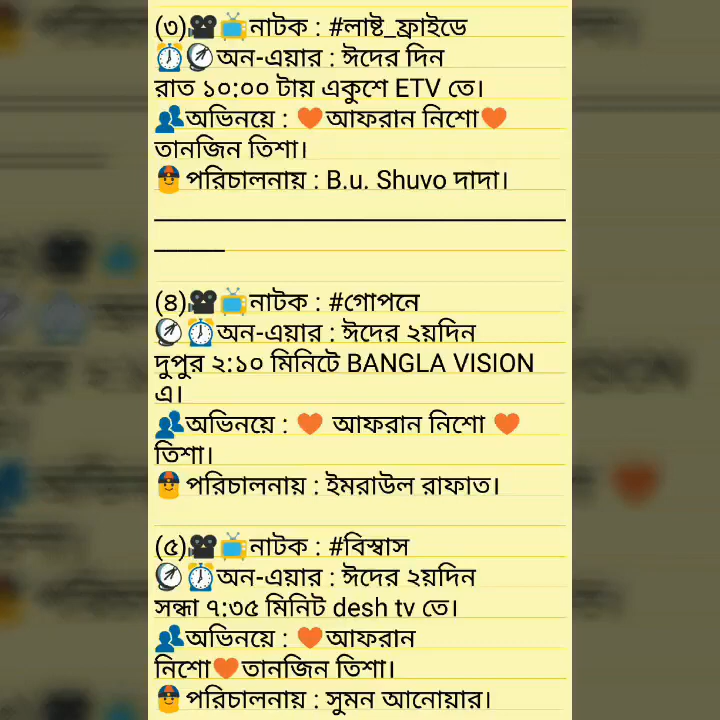 (৩)🎥📺নাটক : #লাষ্ট_ফ্রাইডে
⏰📡অন-এয়ার : ঈদের দিন
রাত ১০:০০ টায় একুশে ETV তে।
👥অভিনয়ে : 🧡আফরান নিশো🧡
তানজিন তিশা।
👲পরিচালনায় : B.u. Shuvo দাদা।
(৪)🎥📺নাটক : #গোপনে
📡⏰অন-এয়ার : ঈদের ২য়দিন
দুপুর ২:১০ মিনিটে BANGLA VISION
এ।
👥অভিনয়ে : 🧡 আফরান নিশো 🧡
তিশা।
👲পরিচালনায় : ইমরাউল রাফাত।
(৫)🎥📺নাটক : #বিস্বাস
📡⏰অন-এয়ার : ঈদের ২য়দিন
সন্ধা ৭:৩৫ মিনিট desh tv তে।
👥অভিনয়ে : 🧡আফরান
নিশো🧡তানজিন তিশা।
👲পরিচালনায় : সুমন আনোয়ার।